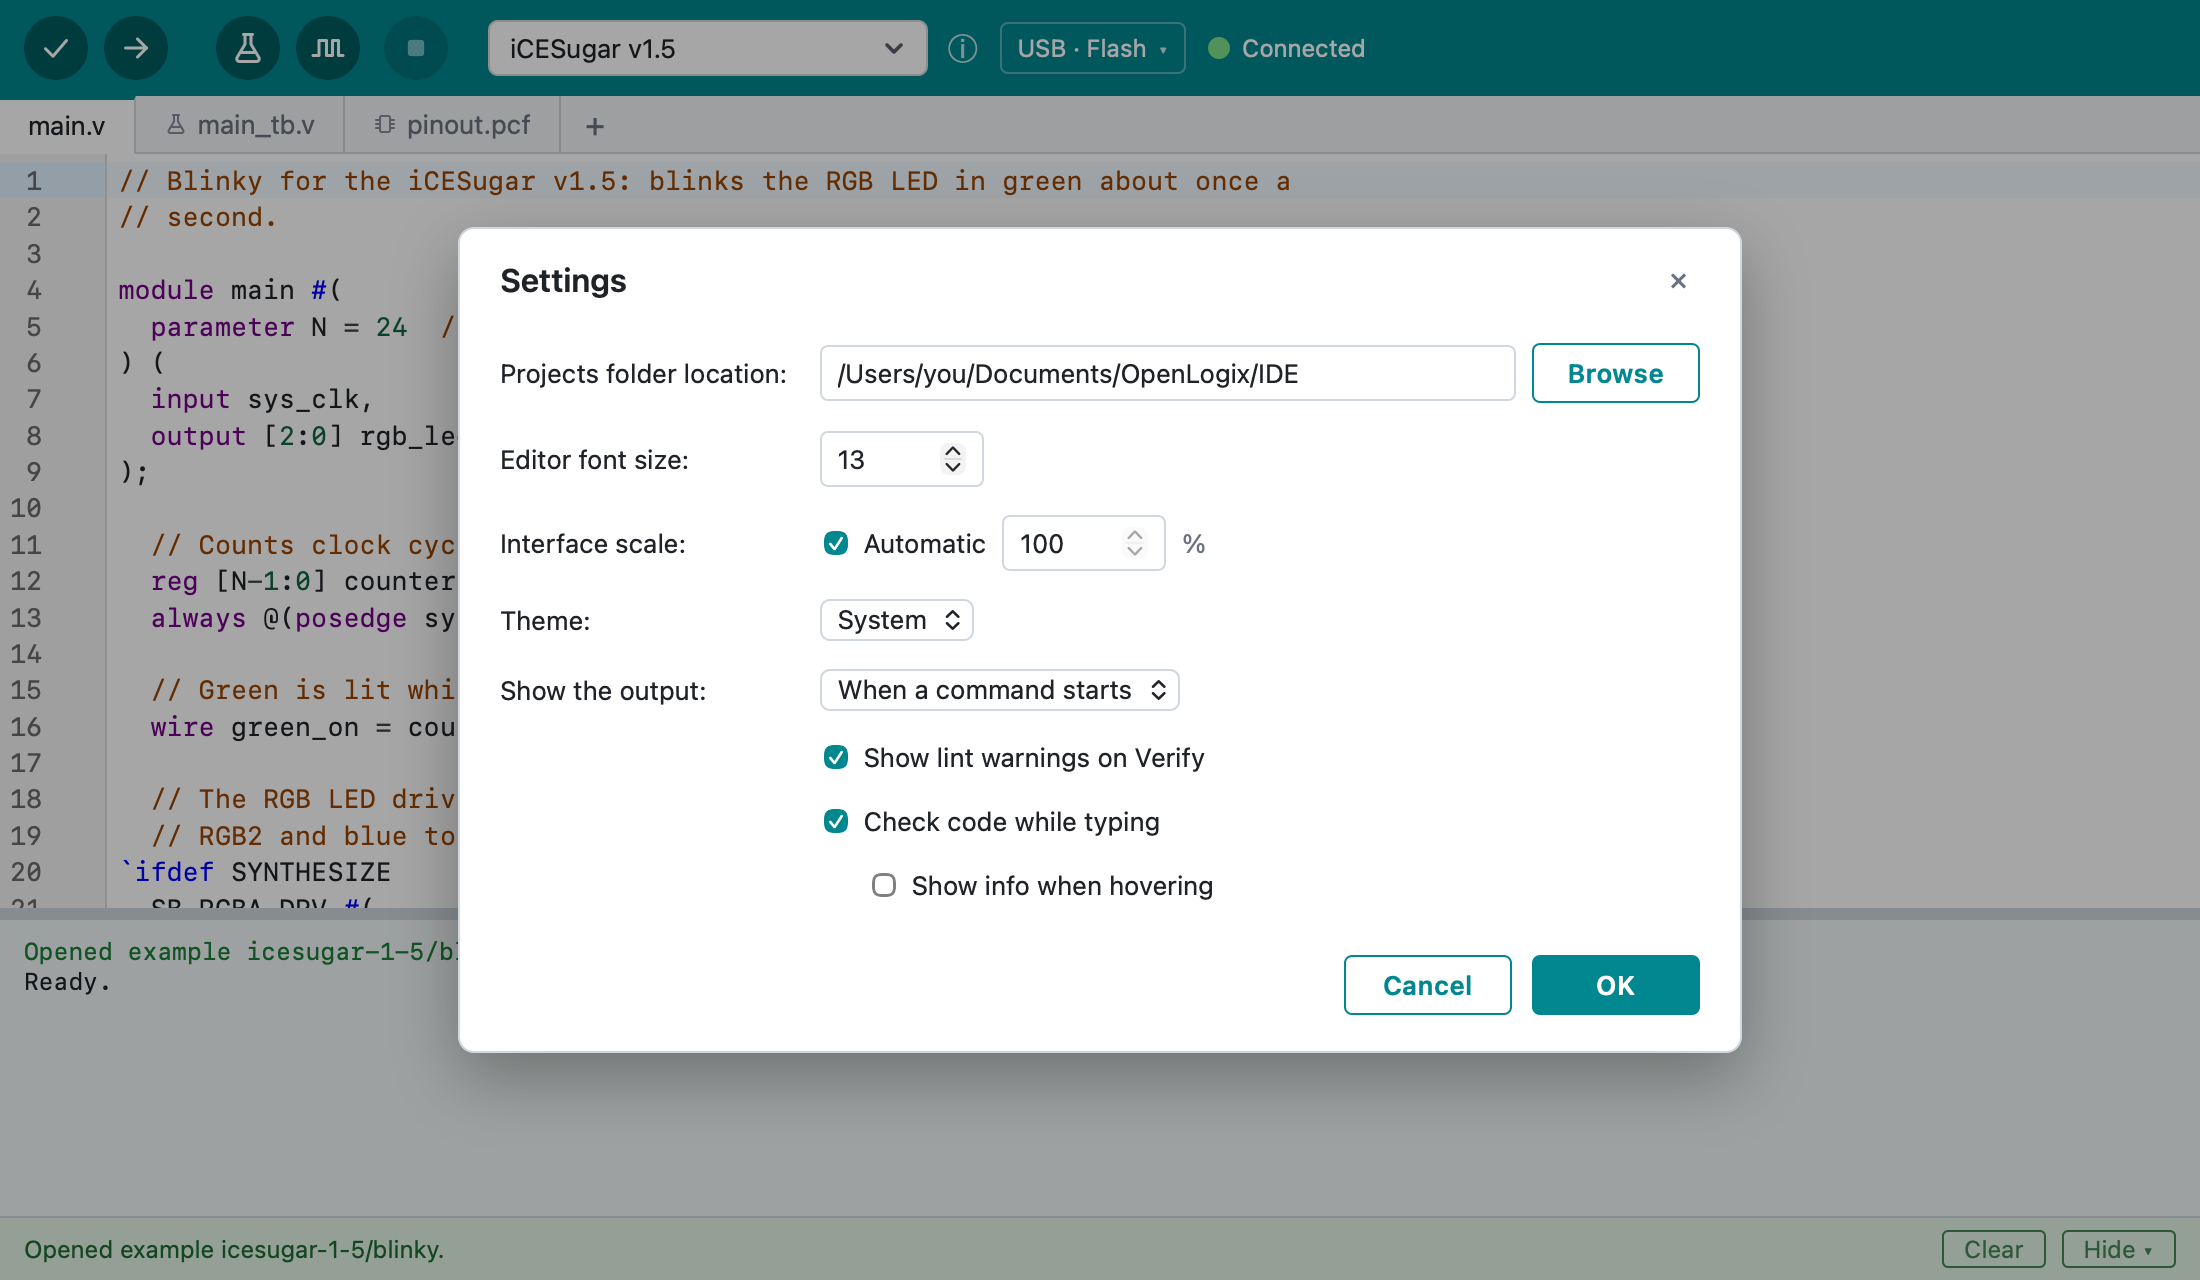 iCESugar v1.5
USB · Flash
Connected
main.v
main_tb.v
pinout.pcf
+
1 // Blinky for the iCESugar v1.5: blinks the RGB LED in green about once a
2 // second.
3
4 module main #(
5 parameter N = 24 /
6 ) (
7 input sys_clk,
8 output [2:0] rgb_le
9 );
10
11 // Counts clock cyc
12 reg [N-1:0] counter
13 always @(posedge sy
14
15 // Green is lit whi
16 wire green_on = cou
17
18 // The RGB LED driv
19 // RGB2 and blue to
20 `ifdef SYNTHESIZE
21 SB_RGBA_DRV #(
Settings
Projects folder location: /Users/you/Documents/OpenLogix/IDE Browse
Editor font size: 13
Interface scale: Automatic 100 %
Theme: System
Show the output: When a command starts
Show lint warnings on Verify
Check code while typing
Show info when hovering
Cancel OK
Opened example icesugar-1-5/bl
Ready.
Opened example icesugar-1-5/blinky.
Clear
Hide